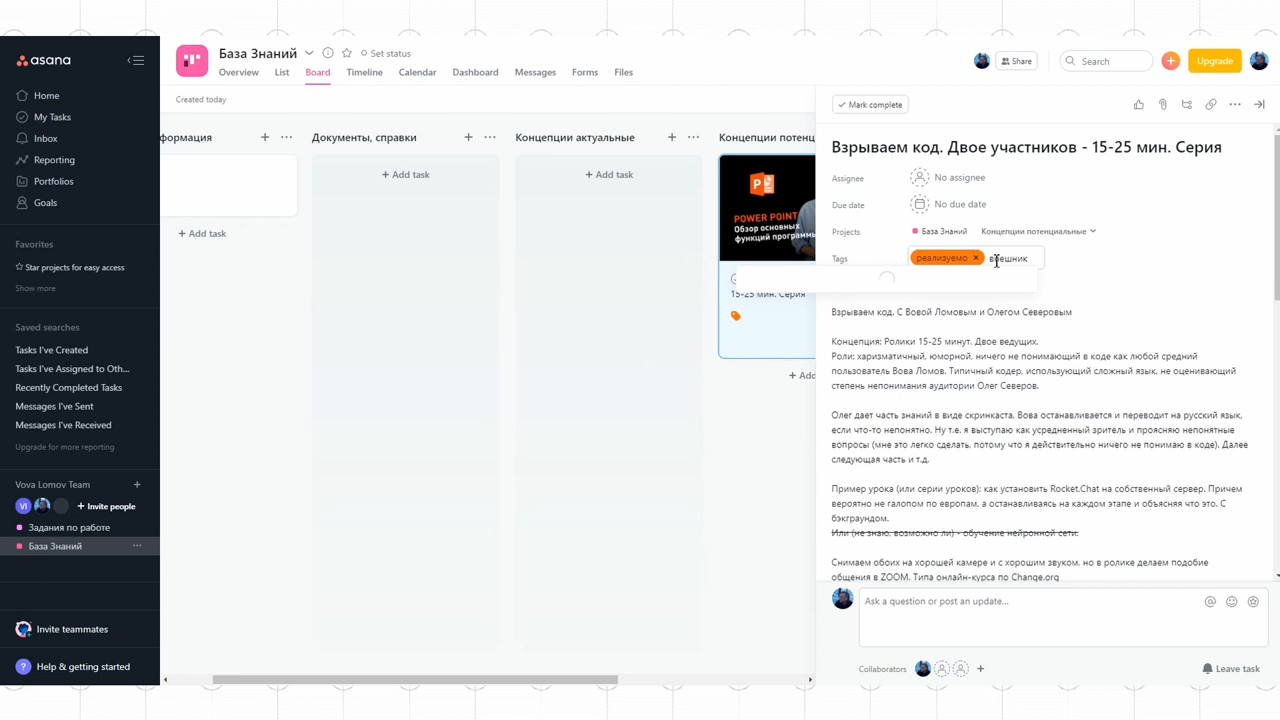 asana
Home
My Tasks
Inbox
Reporting
Portfolios
Goals
Favorites
Star projects for easy access
Show more
Saved searches
Tasks I've Created
Tasks I've Assigned to Oth...
Recently Completed Tasks
Messages I've Sent
Messages I've Received
Upgrade for more reporting
Vova Lomov Team
VI
Invite people
Задания по работе
База Знаний
Invite teammates
? Help & getting started
База Знаний
Set status
Overview List Board Timeline Calendar Dashboard Messages Forms Files
Share
Search
Upgrade
Created today
формация
Add task
Документы, справки
Add task
Концепции актуальные
Add task
Концепции потенц
POWER POINT
Обзор основных
функций программы
15-25 мин. Серия
Add
Mark complete
Взрываем код. Двое участников - 15-25 мин. Серия
Assignee No assignee
Due date No due date
Projects База Знаний Концепции потенциальные
Tags реализуемо × внешник
Взрываем код. С Вовой Ломовым и Олегом Северовым
Концепция: Ролики 15-25 минут. Двое ведущих.
Роли: харизматичный, юморной, ничего не понимающий в коде как любой средний
пользователь Вова Ломов. Типичный кодер, использующий сложный язык, не оценивающий
степень непонимания аудитории Олег Северов.
Олег дает часть знаний в виде скринкаста, Вова останавливается и переводит на русский язык,
если что-то непонятно. Ну т.е. я выступаю как усредненный зритель и проясняю непонятные
вопросы (мне это легко сделать, потому что я действительно ничего не понимаю в коде). Далее
следующая часть и т.д.
Пример урока (или серии уроков): как установить Rocket.Chat на собственный сервер. Причем
вероятно не галопом по европам, а останавливаясь на каждом этапе и объясняя что это. С
бэкграундом.
Или (не знаю, возможно ли) - обучение нейронной сети.
Снимаем обоих на хорошей камере и с хорошим звуком, но в ролике делаем подобие
общения в ZOOM. Типа онлайн-курса по Change.org
Ask a question or post an update...
Collaborators
Leave task